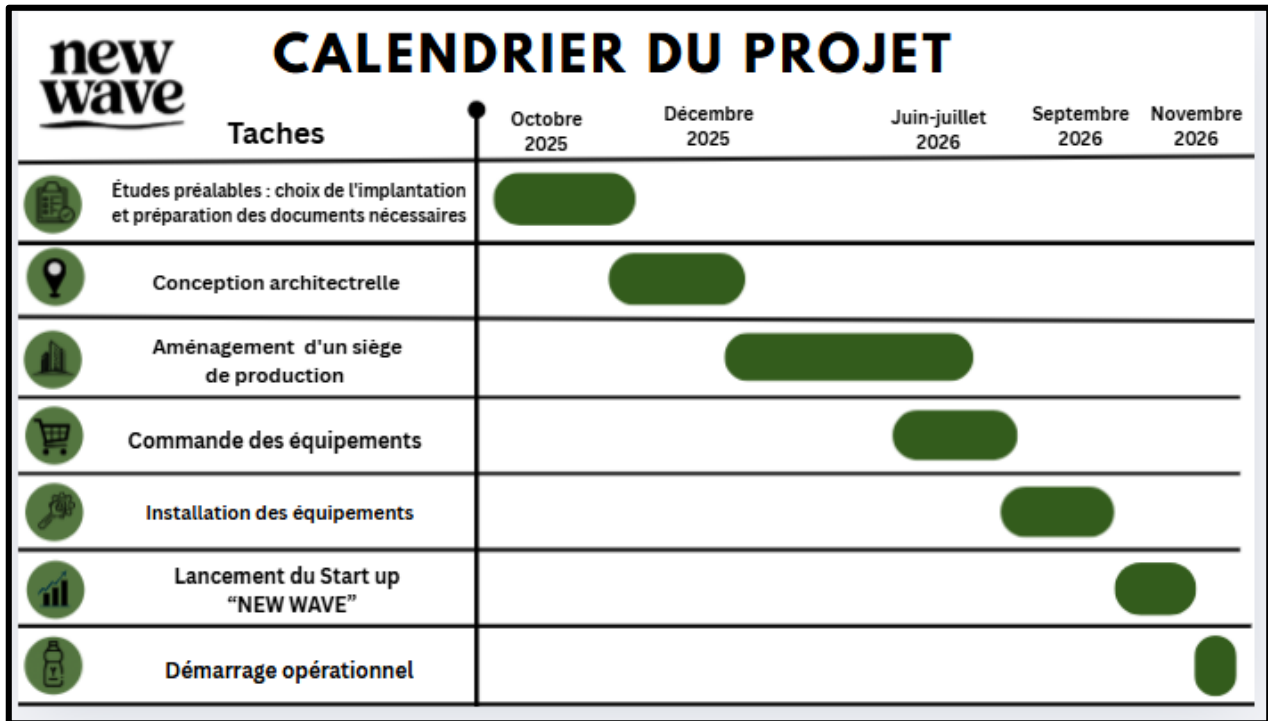 new
wave
CALENDRIER DU PROJET
Taches
Octobre
2025
Décembre
2025
Juin-juillet
2026
Septembre
2026
Novembre
2026
Études préalables : choix de l'implantation
et préparation des documents nécessaires
Conception architectrelle
Aménagement d'un siège
de production
Commande des équipements
Installation des équipements
Lancement du Start up
“NEW WAVE”
Démarrage opérationnel